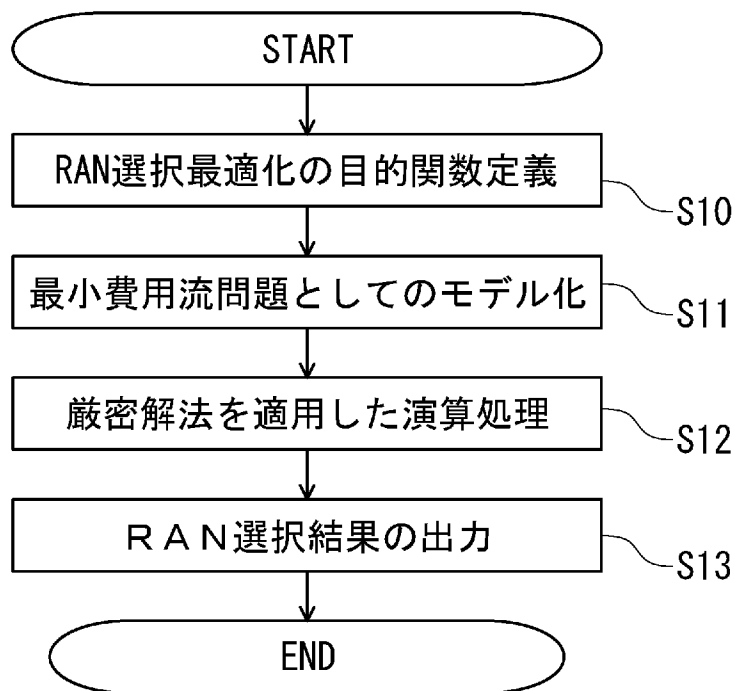 START
RAN選択最適化の目的関数定義
S10
最小費用流問題としてのモデル化
S11
厳密解法を適用した演算処理
S12
ＲＡＮ選択結果の出力
S13
END